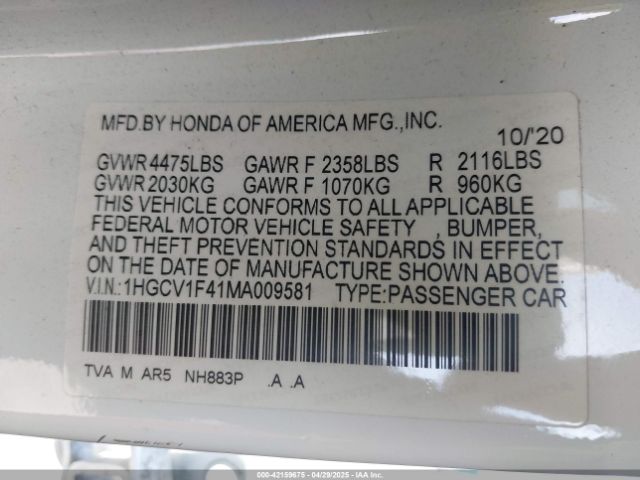 MFD.BY HONDA OF AMERICA MFG.,INC.
10/'20
GVWR 4475LBS GAWR F 2358LBS R 2116LBS
GVWR 2030KG GAWR F 1070KG R 960KG
THIS VEHICLE CONFORMS TO ALL APPLICABLE
FEDERAL MOTOR VEHICLE SAFETY , BUMPER,
AND THEFT PREVENTION STANDARDS IN EFFECT
ON THE DATE OF MANUFACTURE SHOWN ABOVE.
V.I.N.:1HGCV1F41MA009581 TYPE:PASSENGER CAR
TVA M AR5 NH883P .A .A
000-42159675 - 04/29/2025 - IAA Inc.